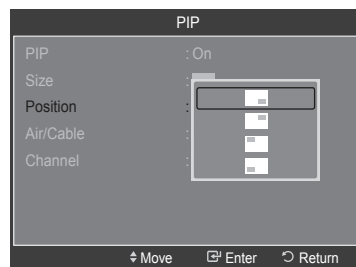 PIP
PIP : On
Size :
Position :
Air/Cable :
Channel :
Move Enter Return